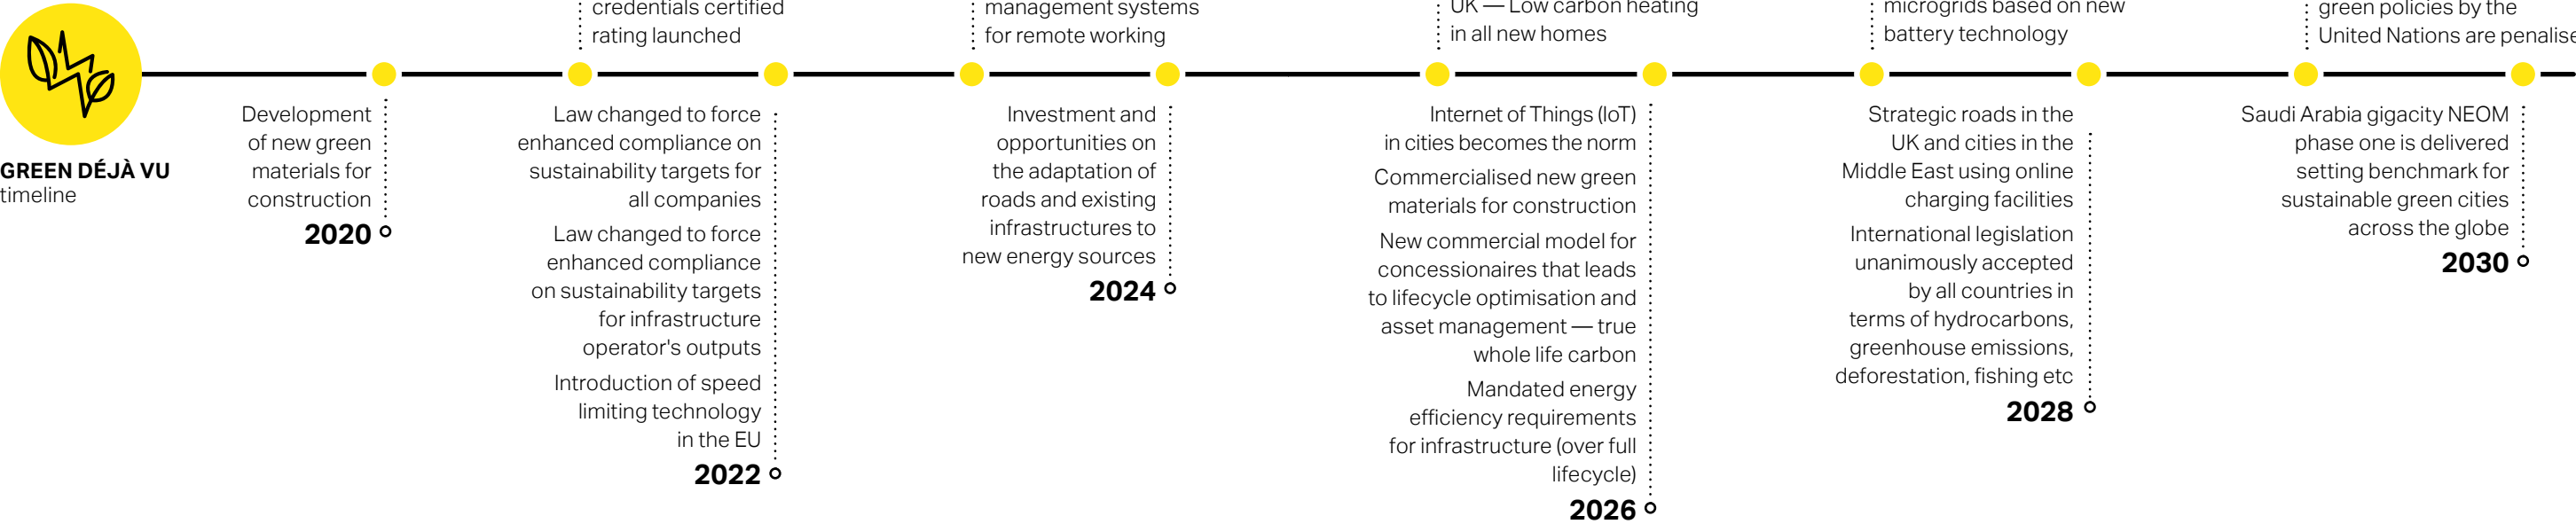 credentials certified
rating launched
management systems
for remote working
UK — Low carbon heating
in all new homes
microgrids based on new
battery technology
green policies by the
United Nations are penalise
GREEN DÉJÀ VU
timeline
Development
of new green
materials for
construction
2020
Law changed to force
enhanced compliance on
sustainability targets for
all companies
Law changed to force
enhanced compliance
on sustainability targets
for infrastructure
operator's outputs
Introduction of speed
limiting technology
in the EU
2022
Investment and
opportunities on
the adaptation of
roads and existing
infrastructures to
new energy sources
2024
Internet of Things (IoT)
in cities becomes the norm
Commercialised new green
materials for construction
New commercial model for
concessionaires that leads
to lifecycle optimisation and
asset management — true
whole life carbon
Mandated energy
efficiency requirements
for infrastructure (over full
lifecycle)
2026
Strategic roads in the
UK and cities in the
Middle East using online
charging facilities
International legislation
unanimously accepted
by all countries in
terms of hydrocarbons,
greenhouse emissions,
deforestation, fishing etc
2028
Saudi Arabia gigacity NEOM
phase one is delivered
setting benchmark for
sustainable green cities
across the globe
2030